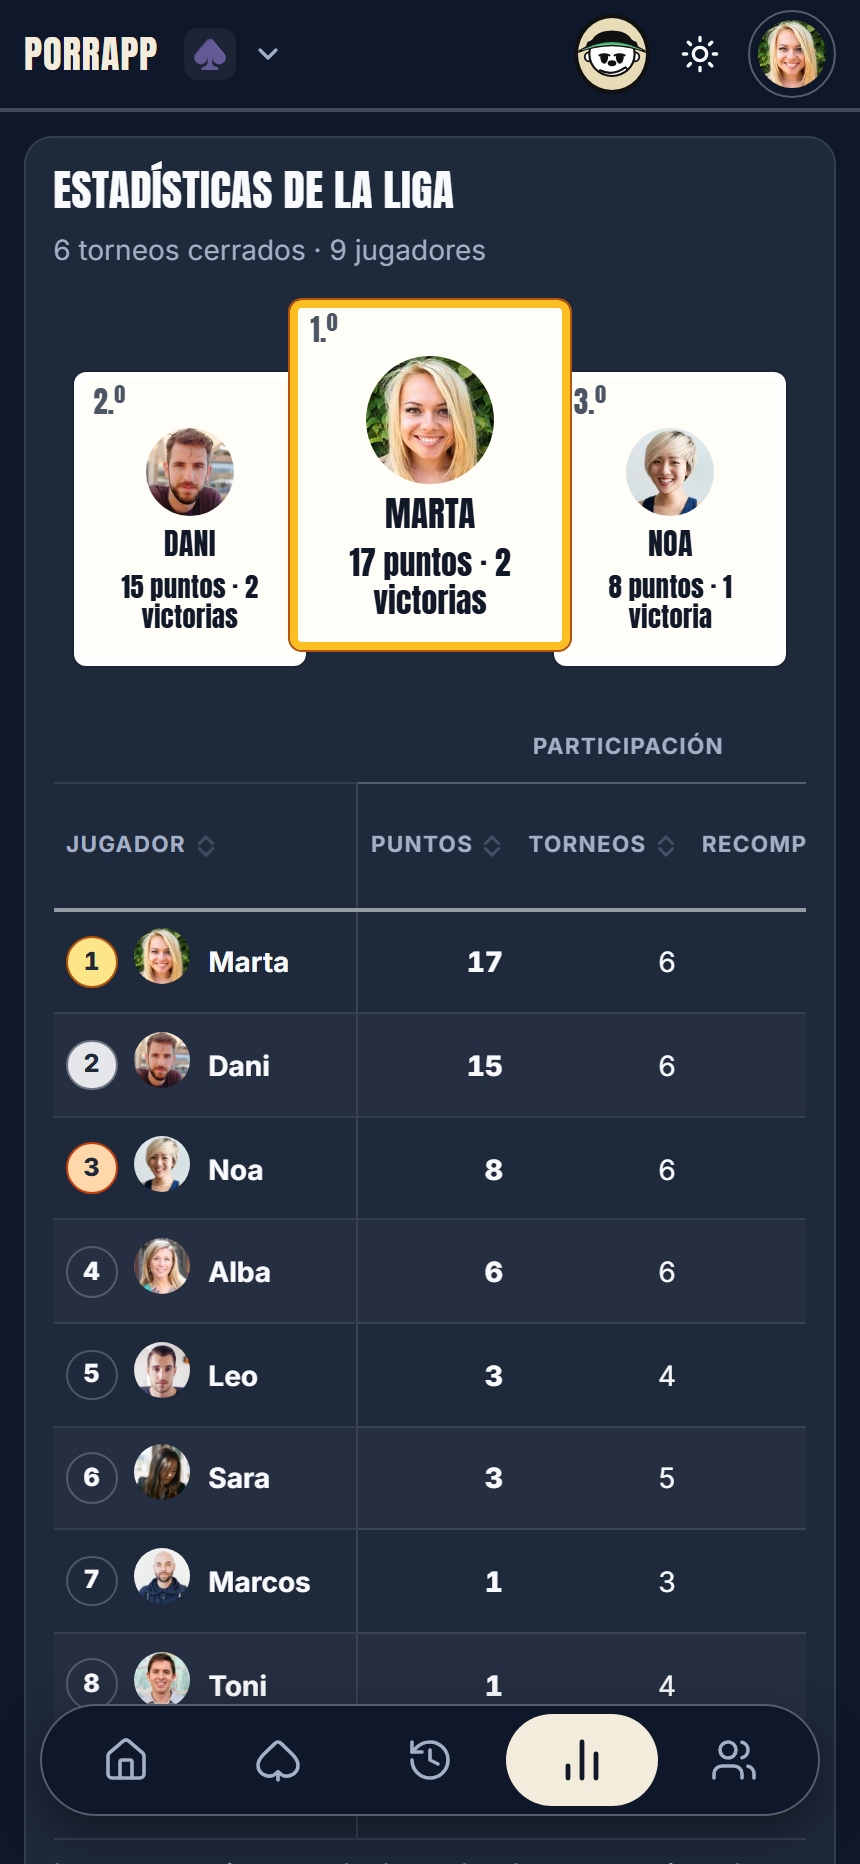 PORRAPP
ESTADÍSTICAS DE LA LIGA
6 torneos cerrados · 9 jugadores
1.º
2.º
3.º
DANI
15 puntos · 2
victorias
MARTA
17 puntos · 2
victorias
NOA
8 puntos · 1
victoria
PARTICIPACIÓN
JUGADOR PUNTOS TORNEOS RECOMP
1 Marta 17 6
2 Dani 15 6
3 Noa 8 6
4 Alba 6 6
5 Leo 3 4
6 Sara 3 5
7 Marcos 1 3
8 Toni 1 4